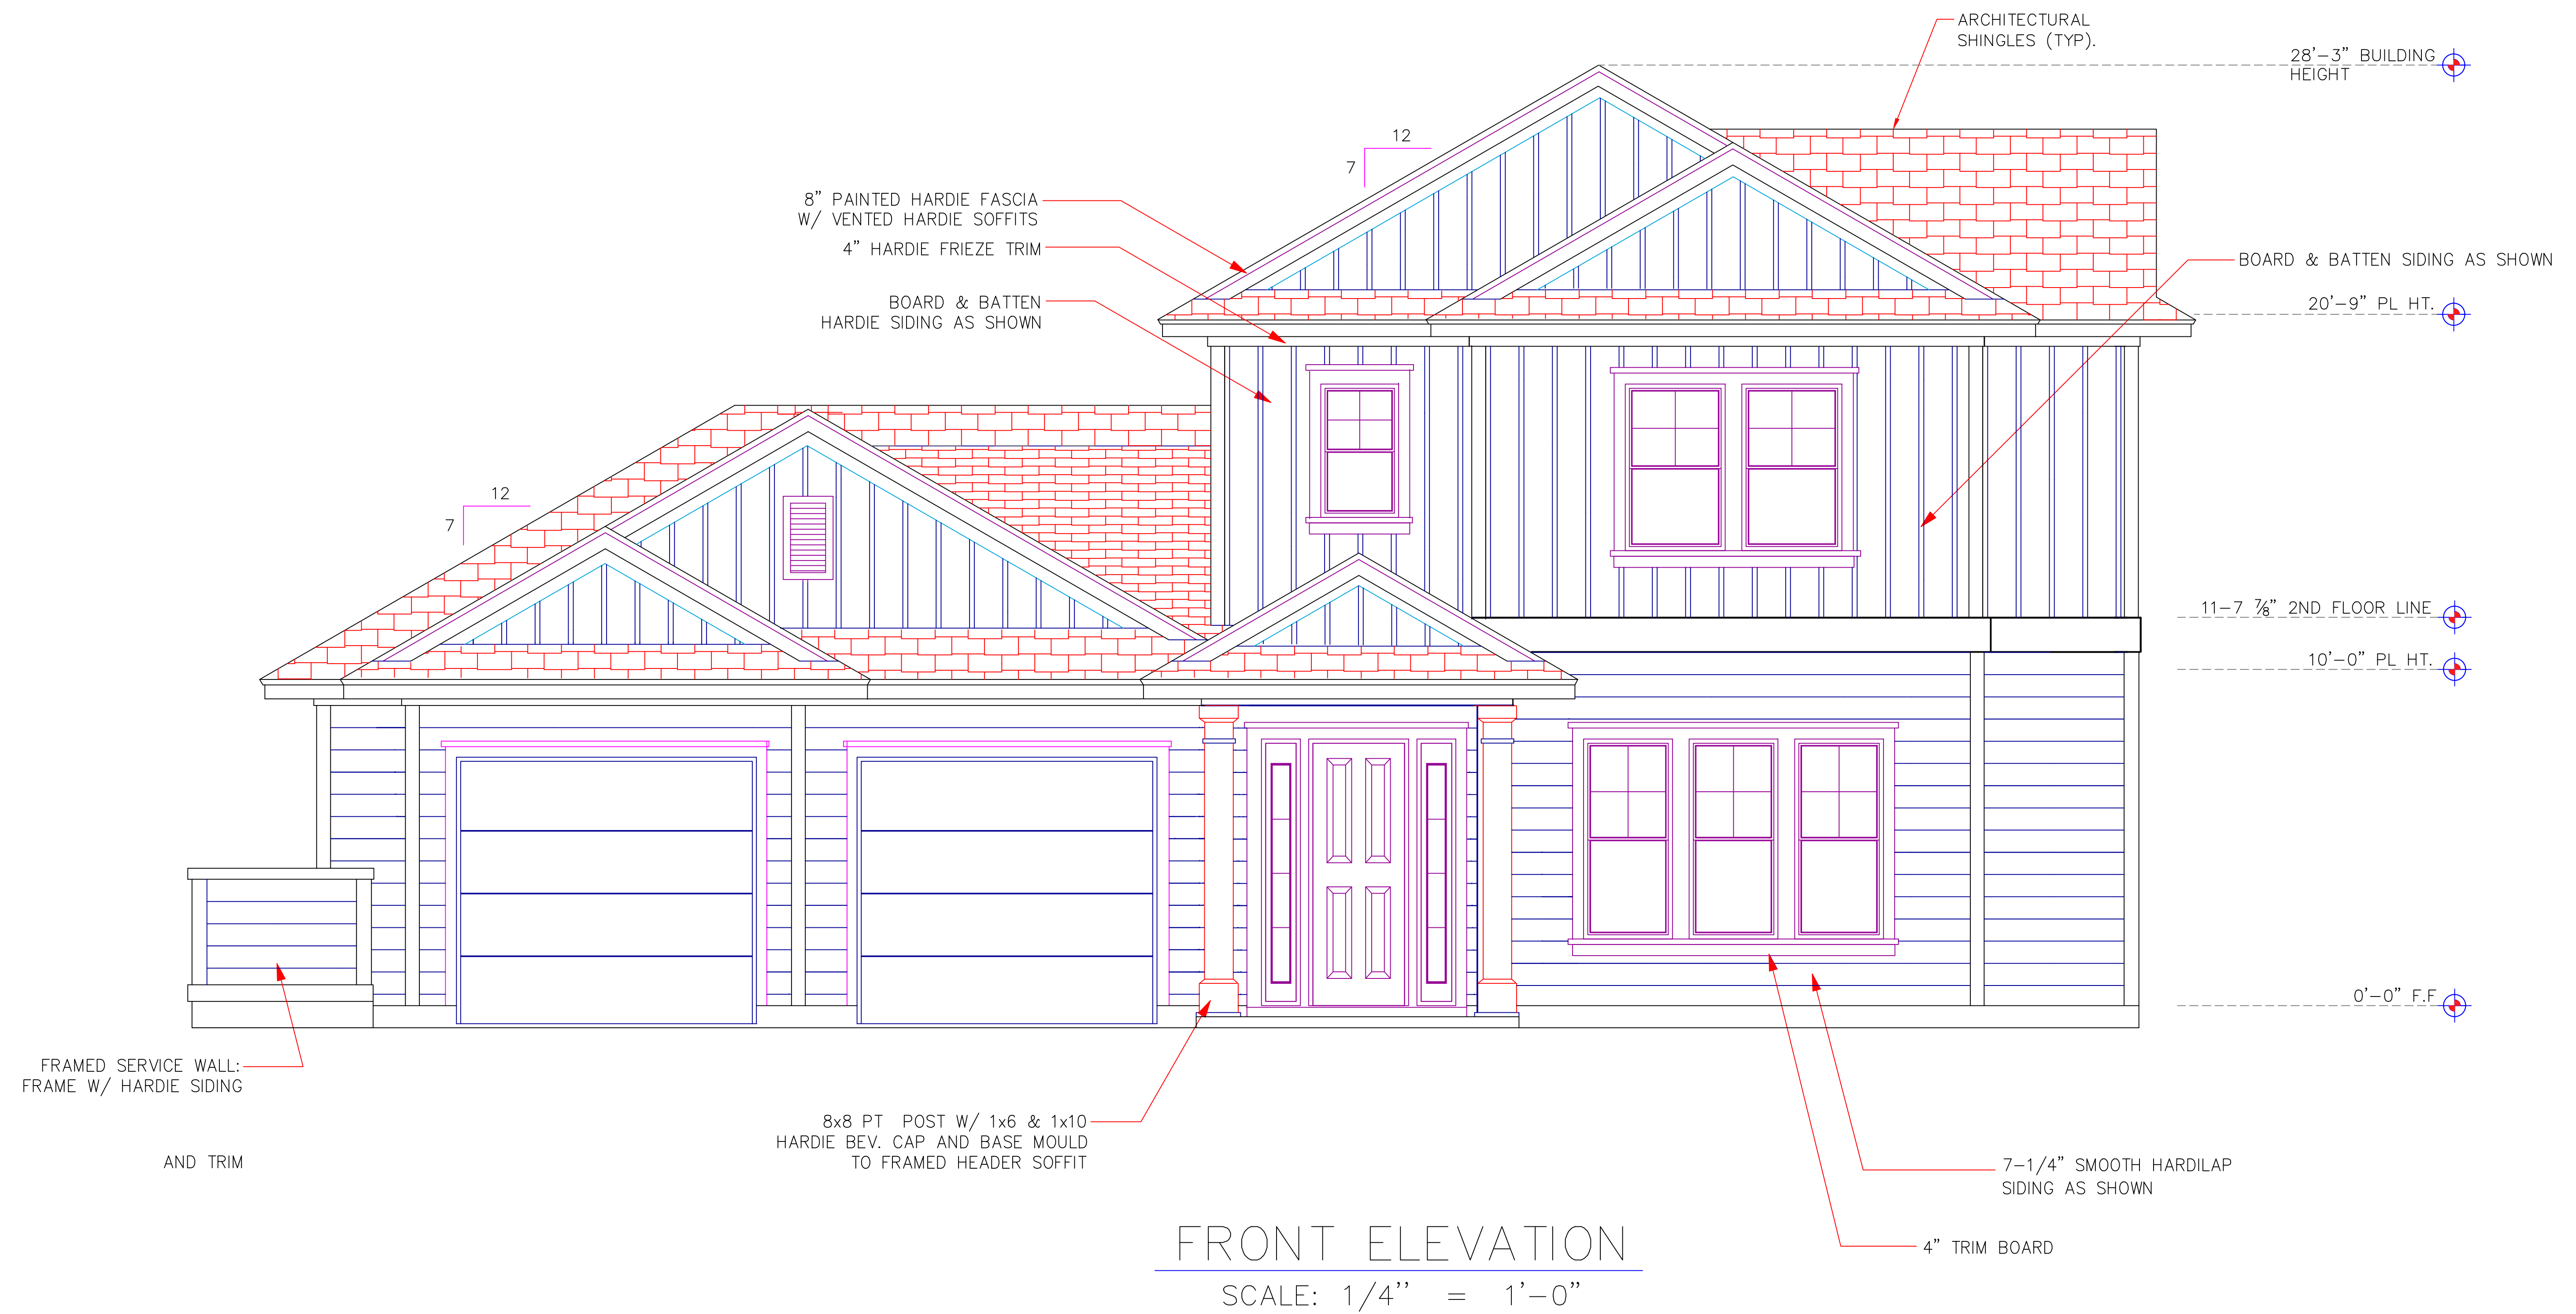 ARCHITECTURAL
SHINGLES (TYP).
28'-3" BUILDING
HEIGHT
12
7
8" PAINTED HARDIE FASCIA
W/ VENTED HARDIE SOFFITS
4" HARDIE FRIEZE TRIM
BOARD & BATTEN
HARDIE SIDING AS SHOWN
BOARD & BATTEN SIDING AS SHOWN
20'-9" PL HT.
12
7
11-7 ⅞" 2ND FLOOR LINE
10'-0" PL HT.
0'-0" F.F
FRAMED SERVICE WALL:
FRAME W/ HARDIE SIDING
AND TRIM
8x8 PT POST W/ 1x6 & 1x10
HARDIE BEV. CAP AND BASE MOULD
TO FRAMED HEADER SOFFIT
7-1/4" SMOOTH HARDILAP
SIDING AS SHOWN
4" TRIM BOARD
FRONT ELEVATION
SCALE: 1/4'' = 1'-0"